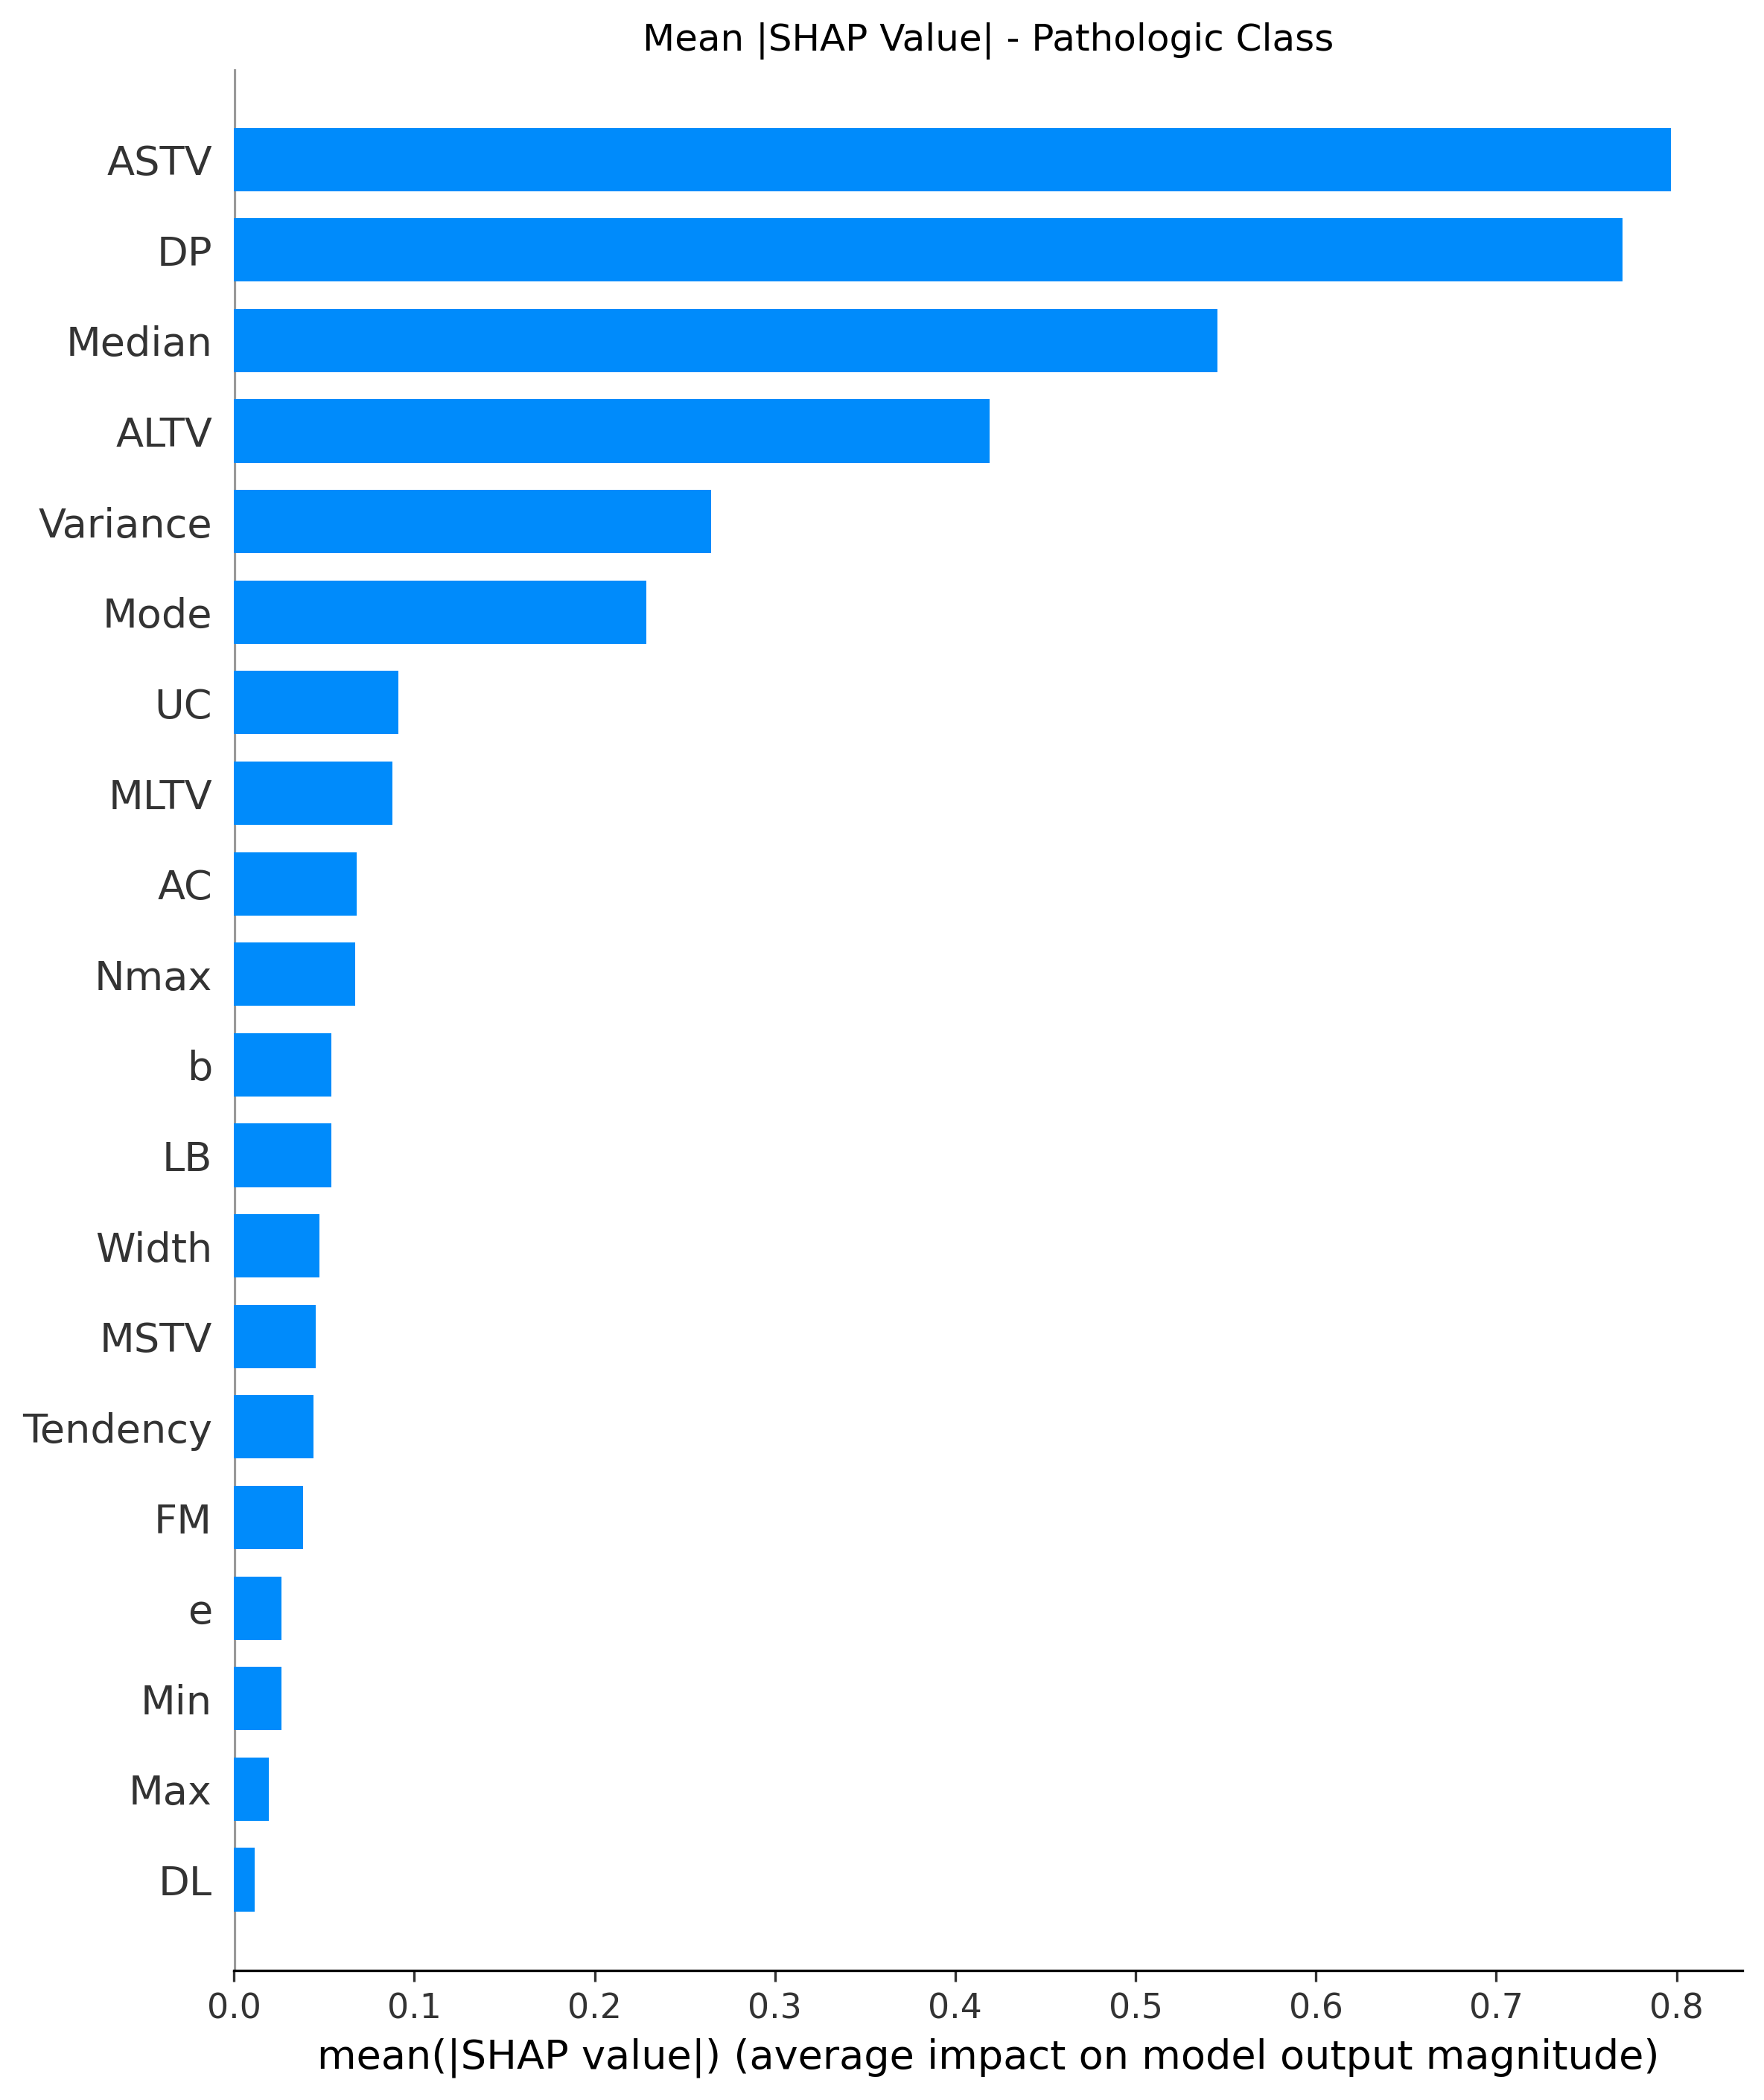 Mean |SHAP Value| - Pathologic Class
ASTV
DP
Median
ALTV
Variance
Mode
UC
MLTV
AC
Nmax
b
LB
Width
MSTV
Tendency
FM
e
Min
Max
DL
0.0 0.1 0.2 0.3 0.4 0.5 0.6 0.7 0.8
mean(|SHAP value|) (average impact on model output magnitude)